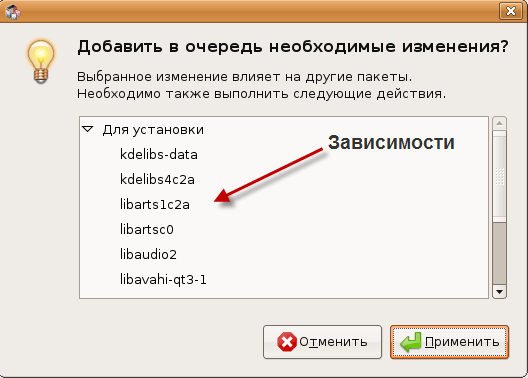 Добавить в очередь необходимые изменения?
Выбранное изменение влияет на другие пакеты.
Необходимо также выполнить следующие действия.
Для установки
Зависимости
kdelibs-data
kdelibs4c2a
libarts1c2a
libartsc0
libaudio2
libavahi-qt3-1
Отменить
Применить